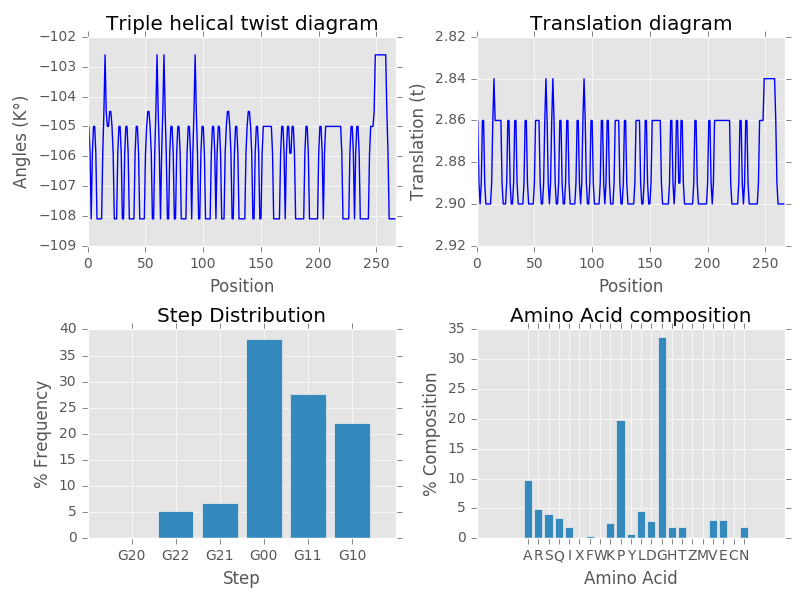 Triple helical twist diagram
−102
−103
−104
−105
−106
−107
−108
−109
Angles (K°)
0 50 100 150 200 250
Position
Translation diagram
2.82
2.84
2.86
2.88
2.90
2.92
Translation (t)
0 50 100 150 200 250
Position
Step Distribution
40
35
30
25
20
15
10
5
0
% Frequency
G20 G22 G21 G00 G11 G10
Step
Amino Acid composition
35
30
25
20
15
10
5
0
% Composition
A R S Q I X F W K P Y L D G H T Z M V E C N
Amino Acid